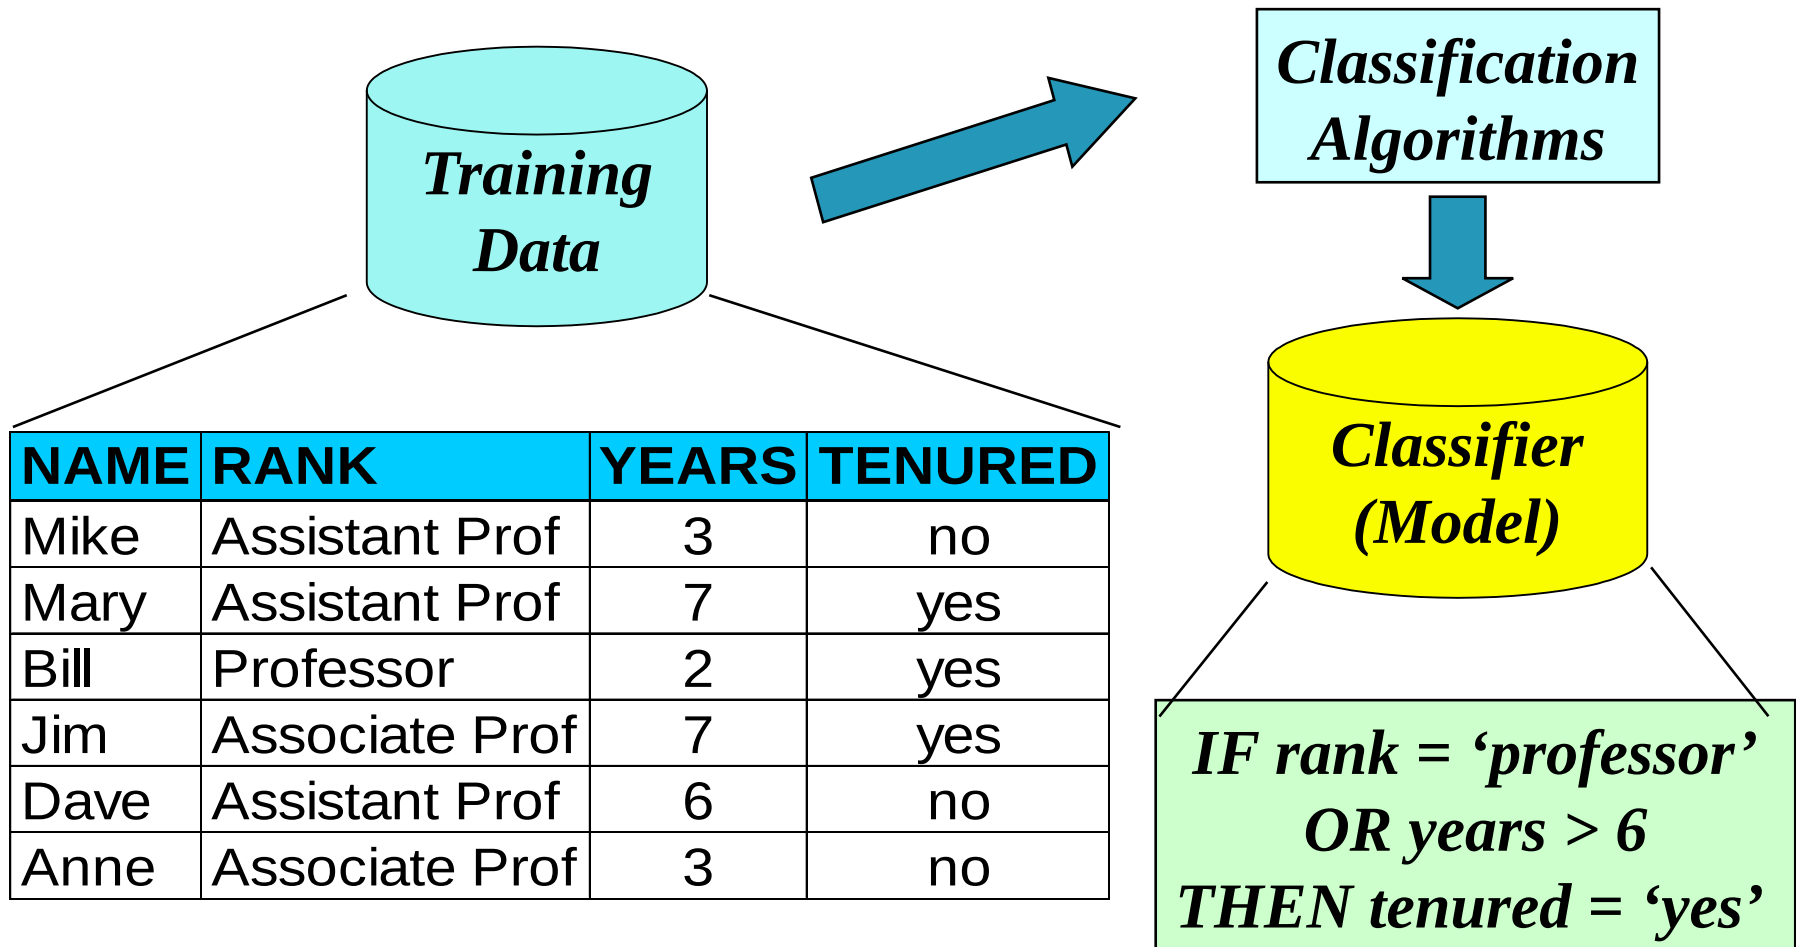 Training
Data
Classification
Algorithms
Classifier
(Model)
NAME RANK YEARS TENURED
Mike Assistant Prof 3 no
Mary Assistant Prof 7 yes
Bill Professor 2 yes
Jim Associate Prof 7 yes
Dave Assistant Prof 6 no
Anne Associate Prof 3 no
IF rank = ‘professor’
OR years > 6
THEN tenured = ‘yes’